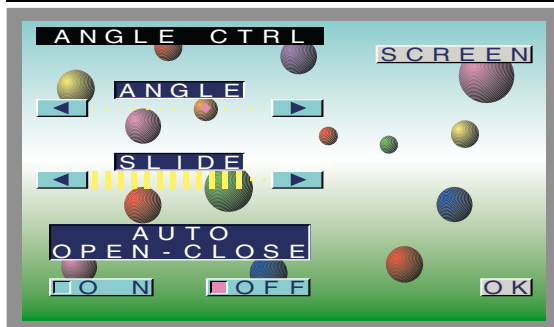 ANGLE CTRL
SCREEN
ANGLE
SLIDE
AUTO
OPEN-CLOSE
ON
OFF
OK